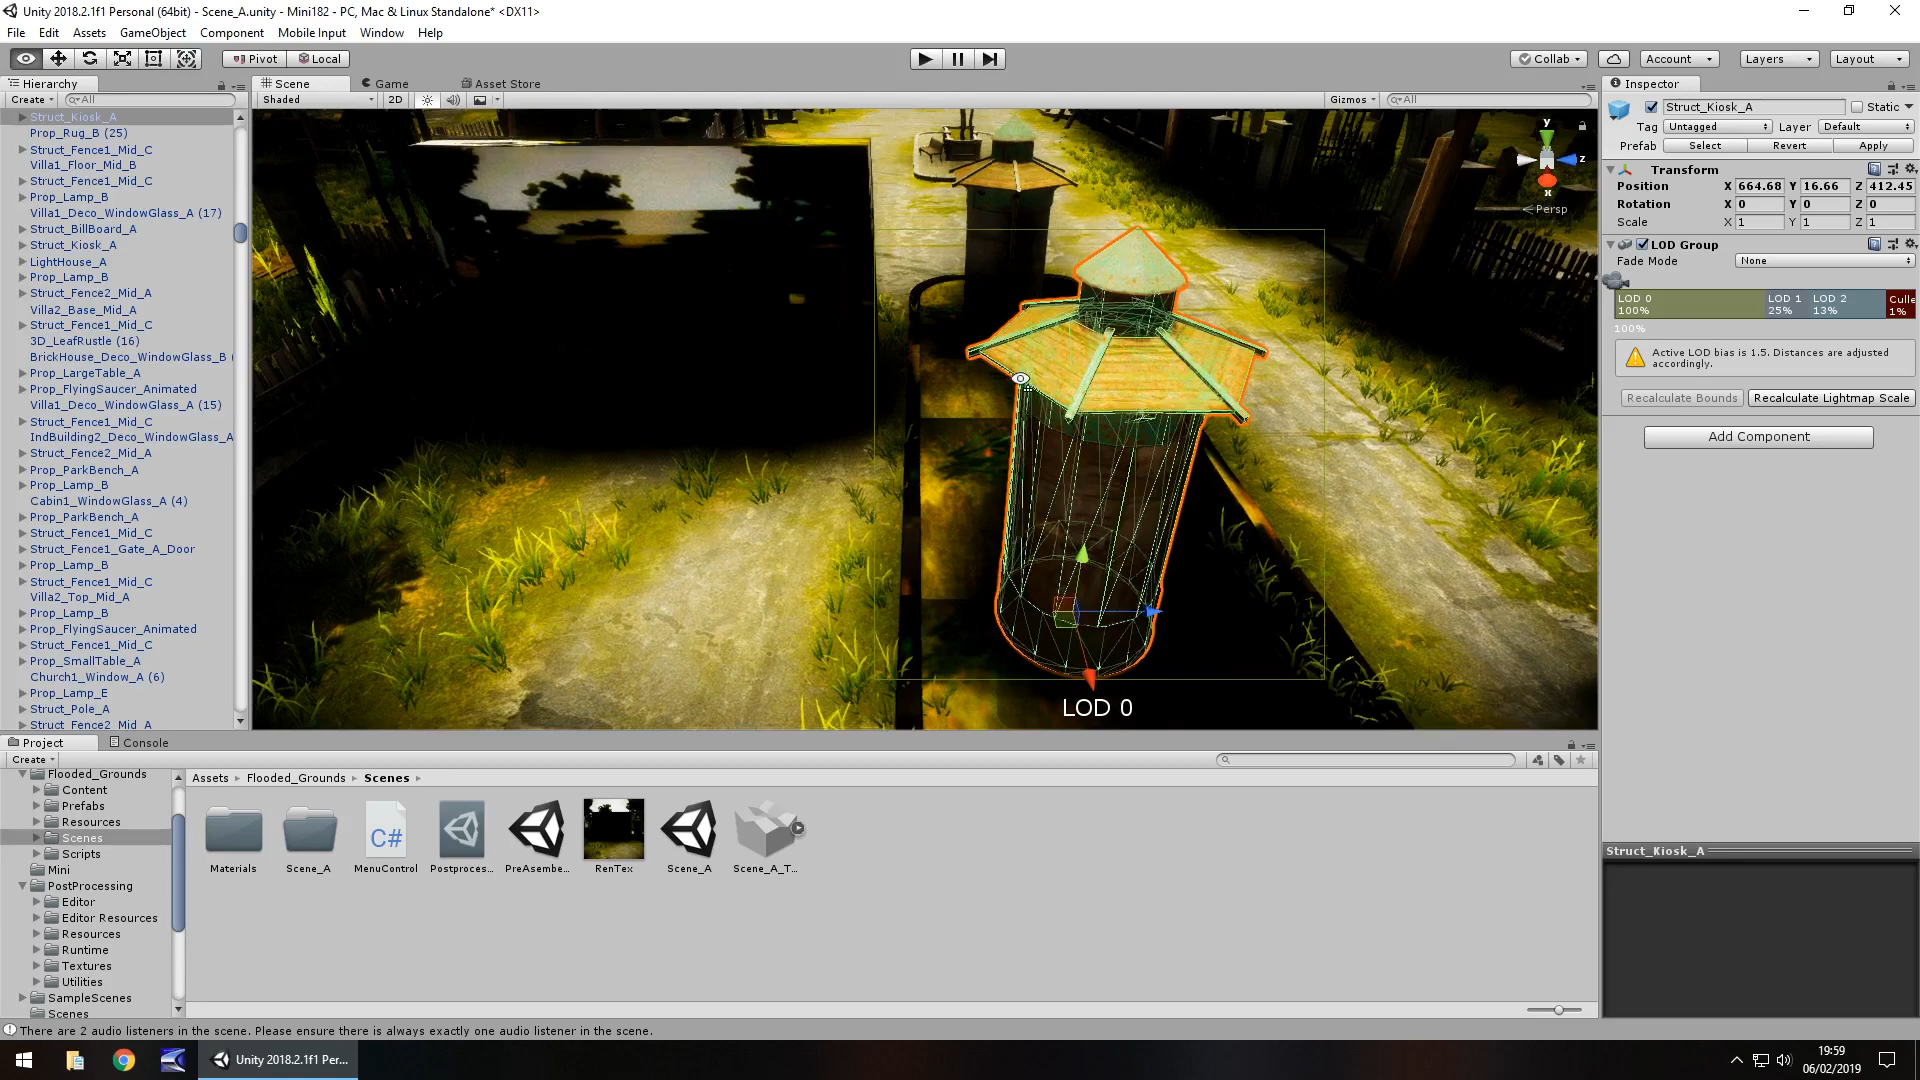 Unity 2018.2.1f1 Personal (64bit) - Scene_A.unity - Mini182 - PC, Mac & Linux Standalone* <DX11>
File Edit Assets GameObject Component Mobile Input Window Help
Pivot Local Collab Account Layers Layout
Hierarchy Scene Game Asset Store Inspector
Create All Shaded 2D Gizmos All
Struct_Kiosk_A
Prop_Rug_B (25)
Struct_Fence1_Mid_C
Villa1_Floor_Mid_B
Struct_Fence1_Mid_C
Prop_Lamp_B
Villa1_Deco_WindowGlass_A (17)
Struct_BillBoard_A
Struct_Kiosk_A
LightHouse_A
Prop_Lamp_B
Struct_Fence2_Mid_A
Villa2_Base_Mid_A
Struct_Fence1_Mid_C
3D_LeafRustle (16)
BrickHouse_Deco_WindowGlass_B (
Prop_LargeTable_A
Prop_FlyingSaucer_Animated
Villa1_Deco_WindowGlass_A (15)
Struct_Fence1_Mid_C
IndBuilding2_Deco_WindowGlass_A
Struct_Fence2_Mid_A
Prop_ParkBench_A
Prop_Lamp_B
Cabin1_WindowGlass_A (4)
Prop_ParkBench_A
Struct_Fence1_Mid_C
Struct_Fence1_Gate_A_Door
Prop_Lamp_B
Struct_Fence1_Mid_C
Villa2_Top_Mid_A
Prop_Lamp_B
Prop_FlyingSaucer_Animated
Struct_Fence1_Mid_C
Prop_SmallTable_A
Church1_Window_A (6)
Prop_Lamp_E
Struct_Pole_A
Struct_Fence2_Mid_A
y
z
x
Persp
LOD 0
Struct_Kiosk_A Static
Tag Untagged Layer Default
Prefab Select Revert Apply
Transform
Position X 664.68 Y 16.66 Z 412.45
Rotation X 0 Y 0 Z 0
Scale X 1 Y 1 Z 1
LOD Group
Fade Mode None
LOD 0 LOD 1 LOD 2 Culle
100% 25% 13% 1%
100%
Active LOD bias is 1.5. Distances are adjusted
accordingly.
Recalculate Bounds Recalculate Lightmap Scale
Add Component
Struct_Kiosk_A
Project Console
Create
Flooded_Grounds
Content
Prefabs
Resources
Scenes
Scripts
Mini
PostProcessing
Editor
Editor Resources
Resources
Runtime
Textures
Utilities
SampleScenes
Scenes
Assets Flooded_Grounds Scenes
C#
Materials Scene_A MenuControl Postproces... PreAsembe... RenTex Scene_A Scene_A_T...
There are 2 audio listeners in the scene. Please ensure there is always exactly one audio listener in the scene.
Unity 2018.2.1f1 Per...
19:59
06/02/2019